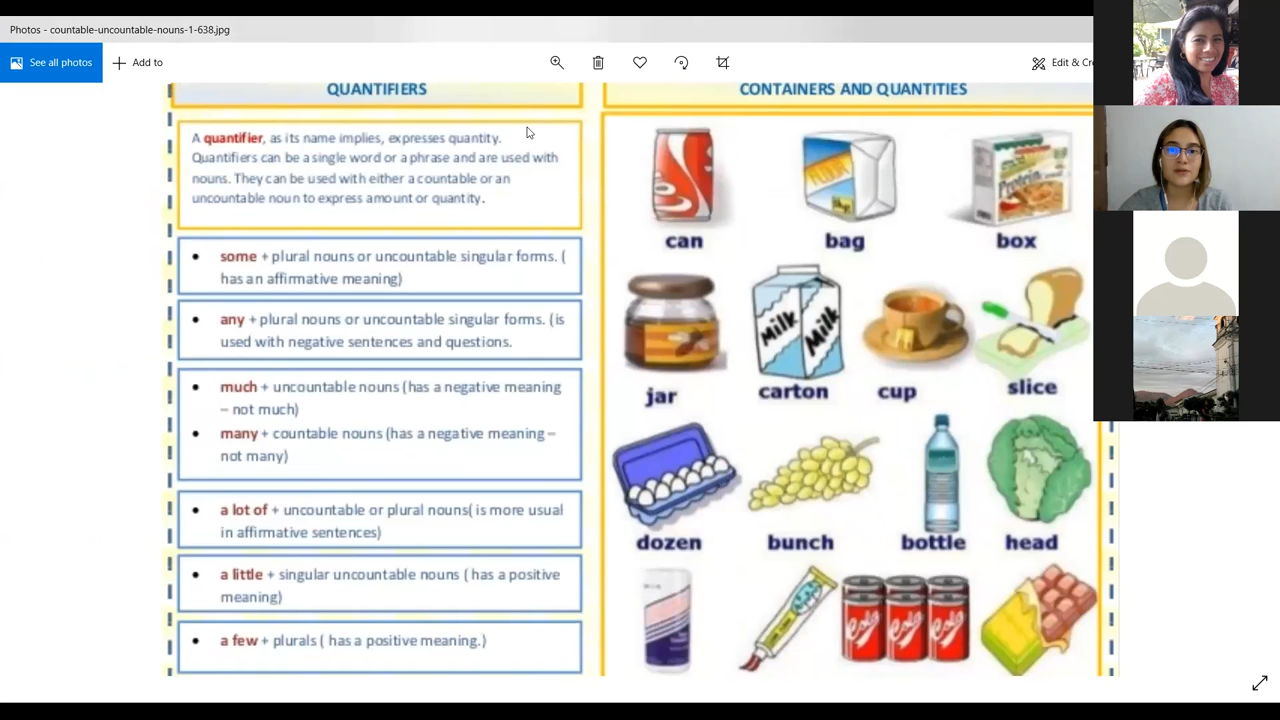 Photos - countable-uncountable-nouns-1-638.jpg
See all photos
Add to
Edit & Cr
QUANTIFIERS
A quantifier, as its name implies, expresses quantity.
Quantifiers can be a single word or a phrase and are used with
nouns. They can be used with either a countable or an
uncountable noun to express amount or quantity.
• some + plural nouns or uncountable singular forms. (
has an affirmative meaning)
• any + plural nouns or uncountable singular forms. (is
used with negative sentences and questions.
• much + uncountable nouns (has a negative meaning
– not much)
• many + countable nouns (has a negative meaning –
not many)
• a lot of + uncountable or plural nouns( is more usual
in affirmative sentences)
• a little + singular uncountable nouns ( has a positive
meaning)
• a few + plurals ( has a positive meaning.)
CONTAINERS AND QUANTITIES
FLOUR
Protein
can
bag
box
Milk
Milk
jar
carton
cup
slice
dozen
bunch
bottle
head